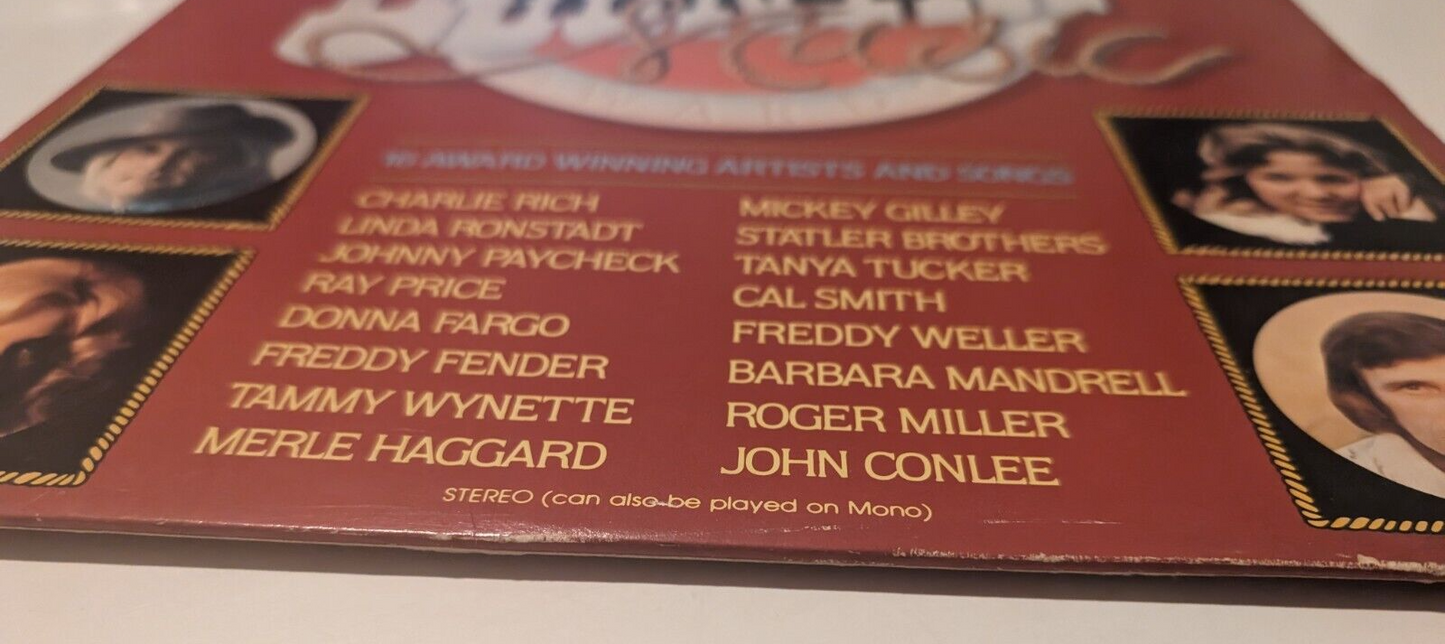 16 AWARD WINNING ARTISTS AND SONGS
CHARLIE RICH
LINDA RONSTADT
JOHNNY PAYCHECK
RAY PRICE
DONNA FARGO
FREDDY FENDER
TAMMY WYNETTE
MERLE HAGGARD
MICKEY GILLEY
STATLER BROTHERS
TANYA TUCKER
CAL SMITH
FREDDY WELLER
BARBARA MANDRELL
ROGER MILLER
JOHN CONLEE
STEREO (can also be played on Mono)